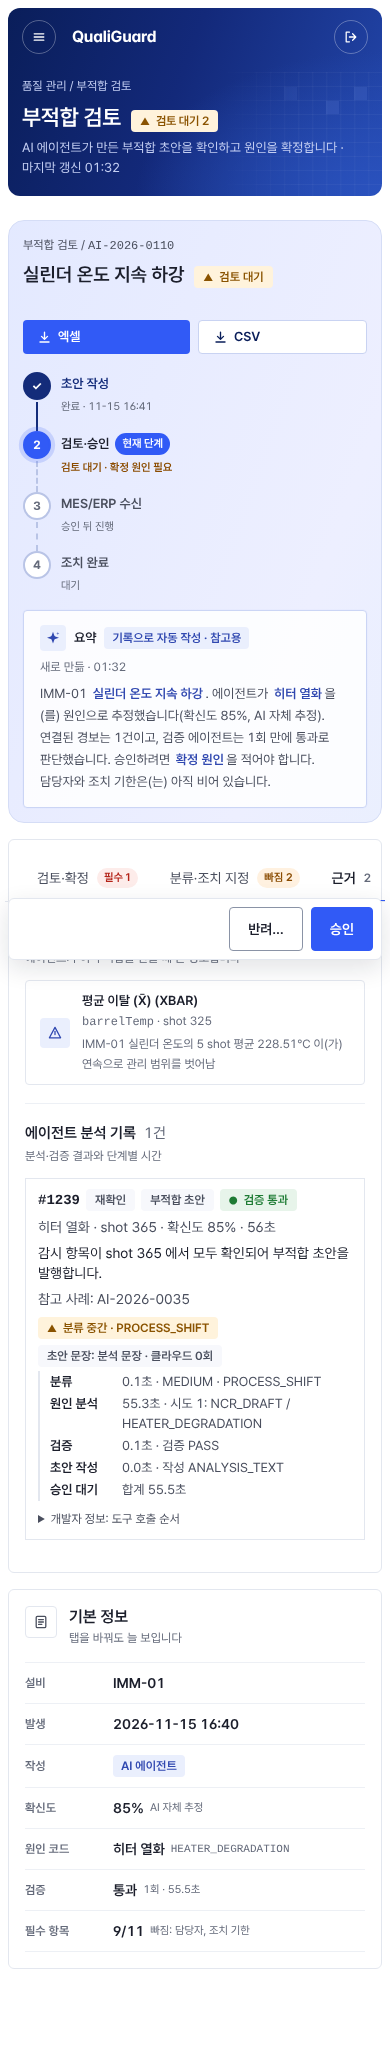 QualiGuard
품질 관리 / 부적합 검토
부적합 검토 ▲ 검토 대기 2
AI 에이전트가 만든 부적합 초안을 확인하고 원인을 확정합니다 ·
마지막 갱신 01:32
부적합 검토 / AI-2026-0110
실린더 온도 지속 하강 ▲ 검토 대기
엑셀 CSV
초안 작성
완료 · 11-15 16:41
2 검토·승인 현재 단계
검토 대기 · 확정 원인 필요
3 MES/ERP 수신
승인 뒤 진행
4 조치 완료
대기
요약 기록으로 자동 작성 · 참고용
새로 만듦 · 01:32
IMM-01 실린더 온도 지속 하강 . 에이전트가 히터 열화 을
(를) 원인으로 추정했습니다(확신도 85%, AI 자체 추정).
연결된 경보는 1건이고, 검증 에이전트는 1회 만에 통과로
판단했습니다. 승인하려면 확정 원인 을 적어야 합니다.
담당자와 조치 기한은(는) 아직 비어 있습니다.
검토·확정 필수 1 분류·조치 지정 빠짐 2 근거 2
반려... 승인
평균 이탈 (X̄) (XBAR)
barrelTemp · shot 325
IMM-01 실린더 온도의 5 shot 평균 228.51°C 이(가)
연속으로 관리 범위를 벗어남
에이전트 분석 기록 1건
분석·검증 결과와 단계별 시간
#1239 재확인 부적합 초안 ● 검증 통과
히터 열화 · shot 365 · 확신도 85% · 56초
감시 항목이 shot 365 에서 모두 확인되어 부적합 초안을
발행합니다.
참고 사례: AI-2026-0035
▲ 분류 중간 · PROCESS_SHIFT
초안 문장: 분석 문장 · 클라우드 0회
분류 0.1초 · MEDIUM · PROCESS_SHIFT
원인 분석 55.3초 · 시도 1: NCR_DRAFT /
HEATER_DEGRADATION
검증 0.1초 · 검증 PASS
초안 작성 0.0초 · 작성 ANALYSIS_TEXT
승인 대기 합계 55.5초
▶ 개발자 정보: 도구 호출 순서
기본 정보
탭을 바꿔도 늘 보입니다
설비 IMM-01
발생 2026-11-15 16:40
작성 AI 에이전트
확신도 85% AI 자체 추정
원인 코드 히터 열화 HEATER_DEGRADATION
검증 통과 1회 · 55.5초
필수 항목 9/11 빠짐: 담당자, 조치 기한